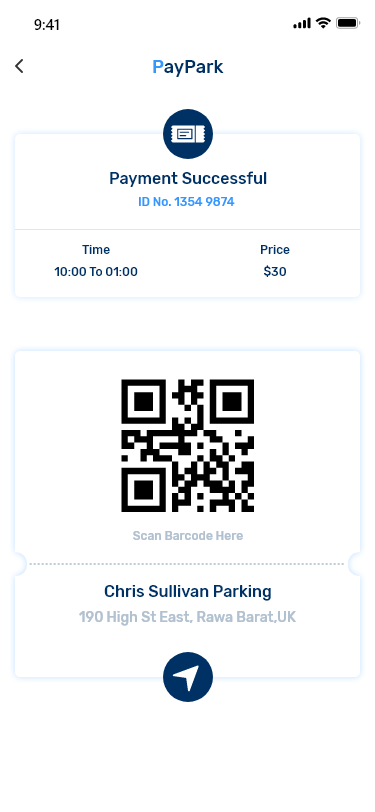 9:41
PayPark
Payment Successful
ID No. 1354 9874
Time Price
10:00 To 01:00 $30
Scan Barcode Here
Chris Sullivan Parking
190 High St East, Rawa Barat,UK